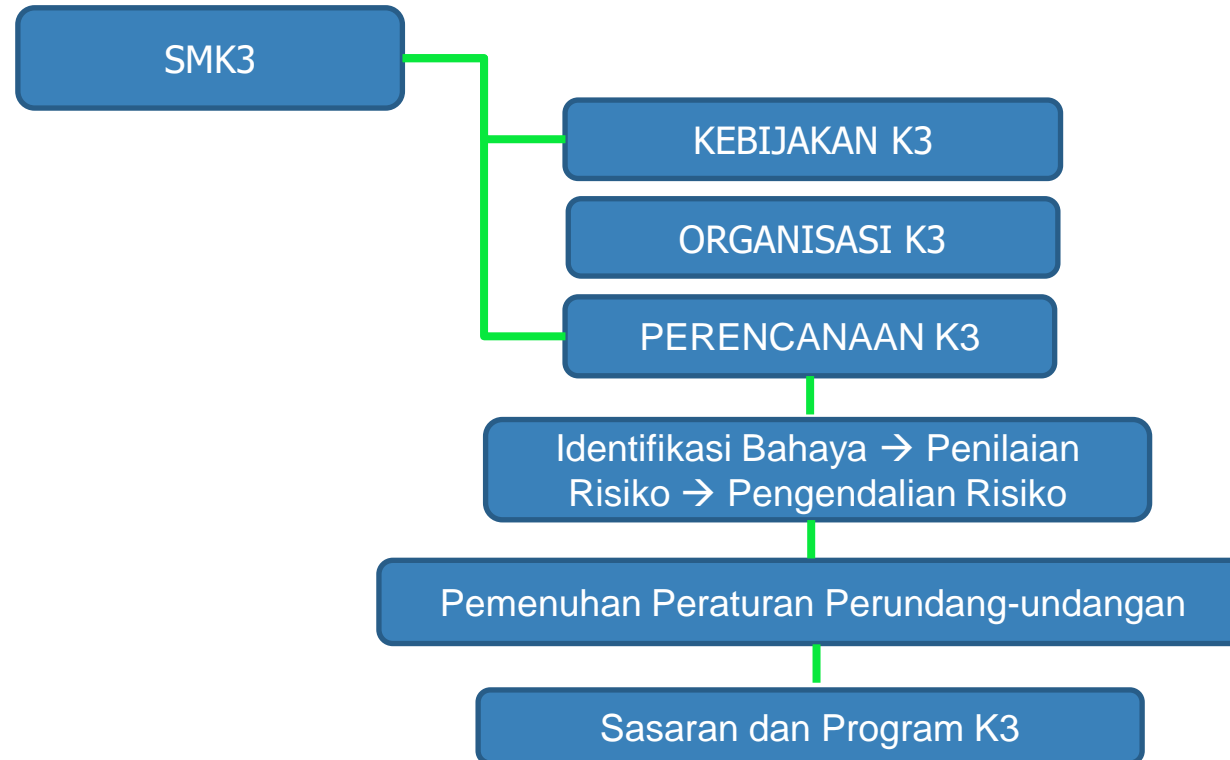 SMK3
KEBIJAKAN K3
ORGANISASI K3
PERENCANAAN K3
Identifikasi Bahaya → Penilaian
Risiko → Pengendalian Risiko
Pemenuhan Peraturan Perundang-undangan
Sasaran dan Program K3